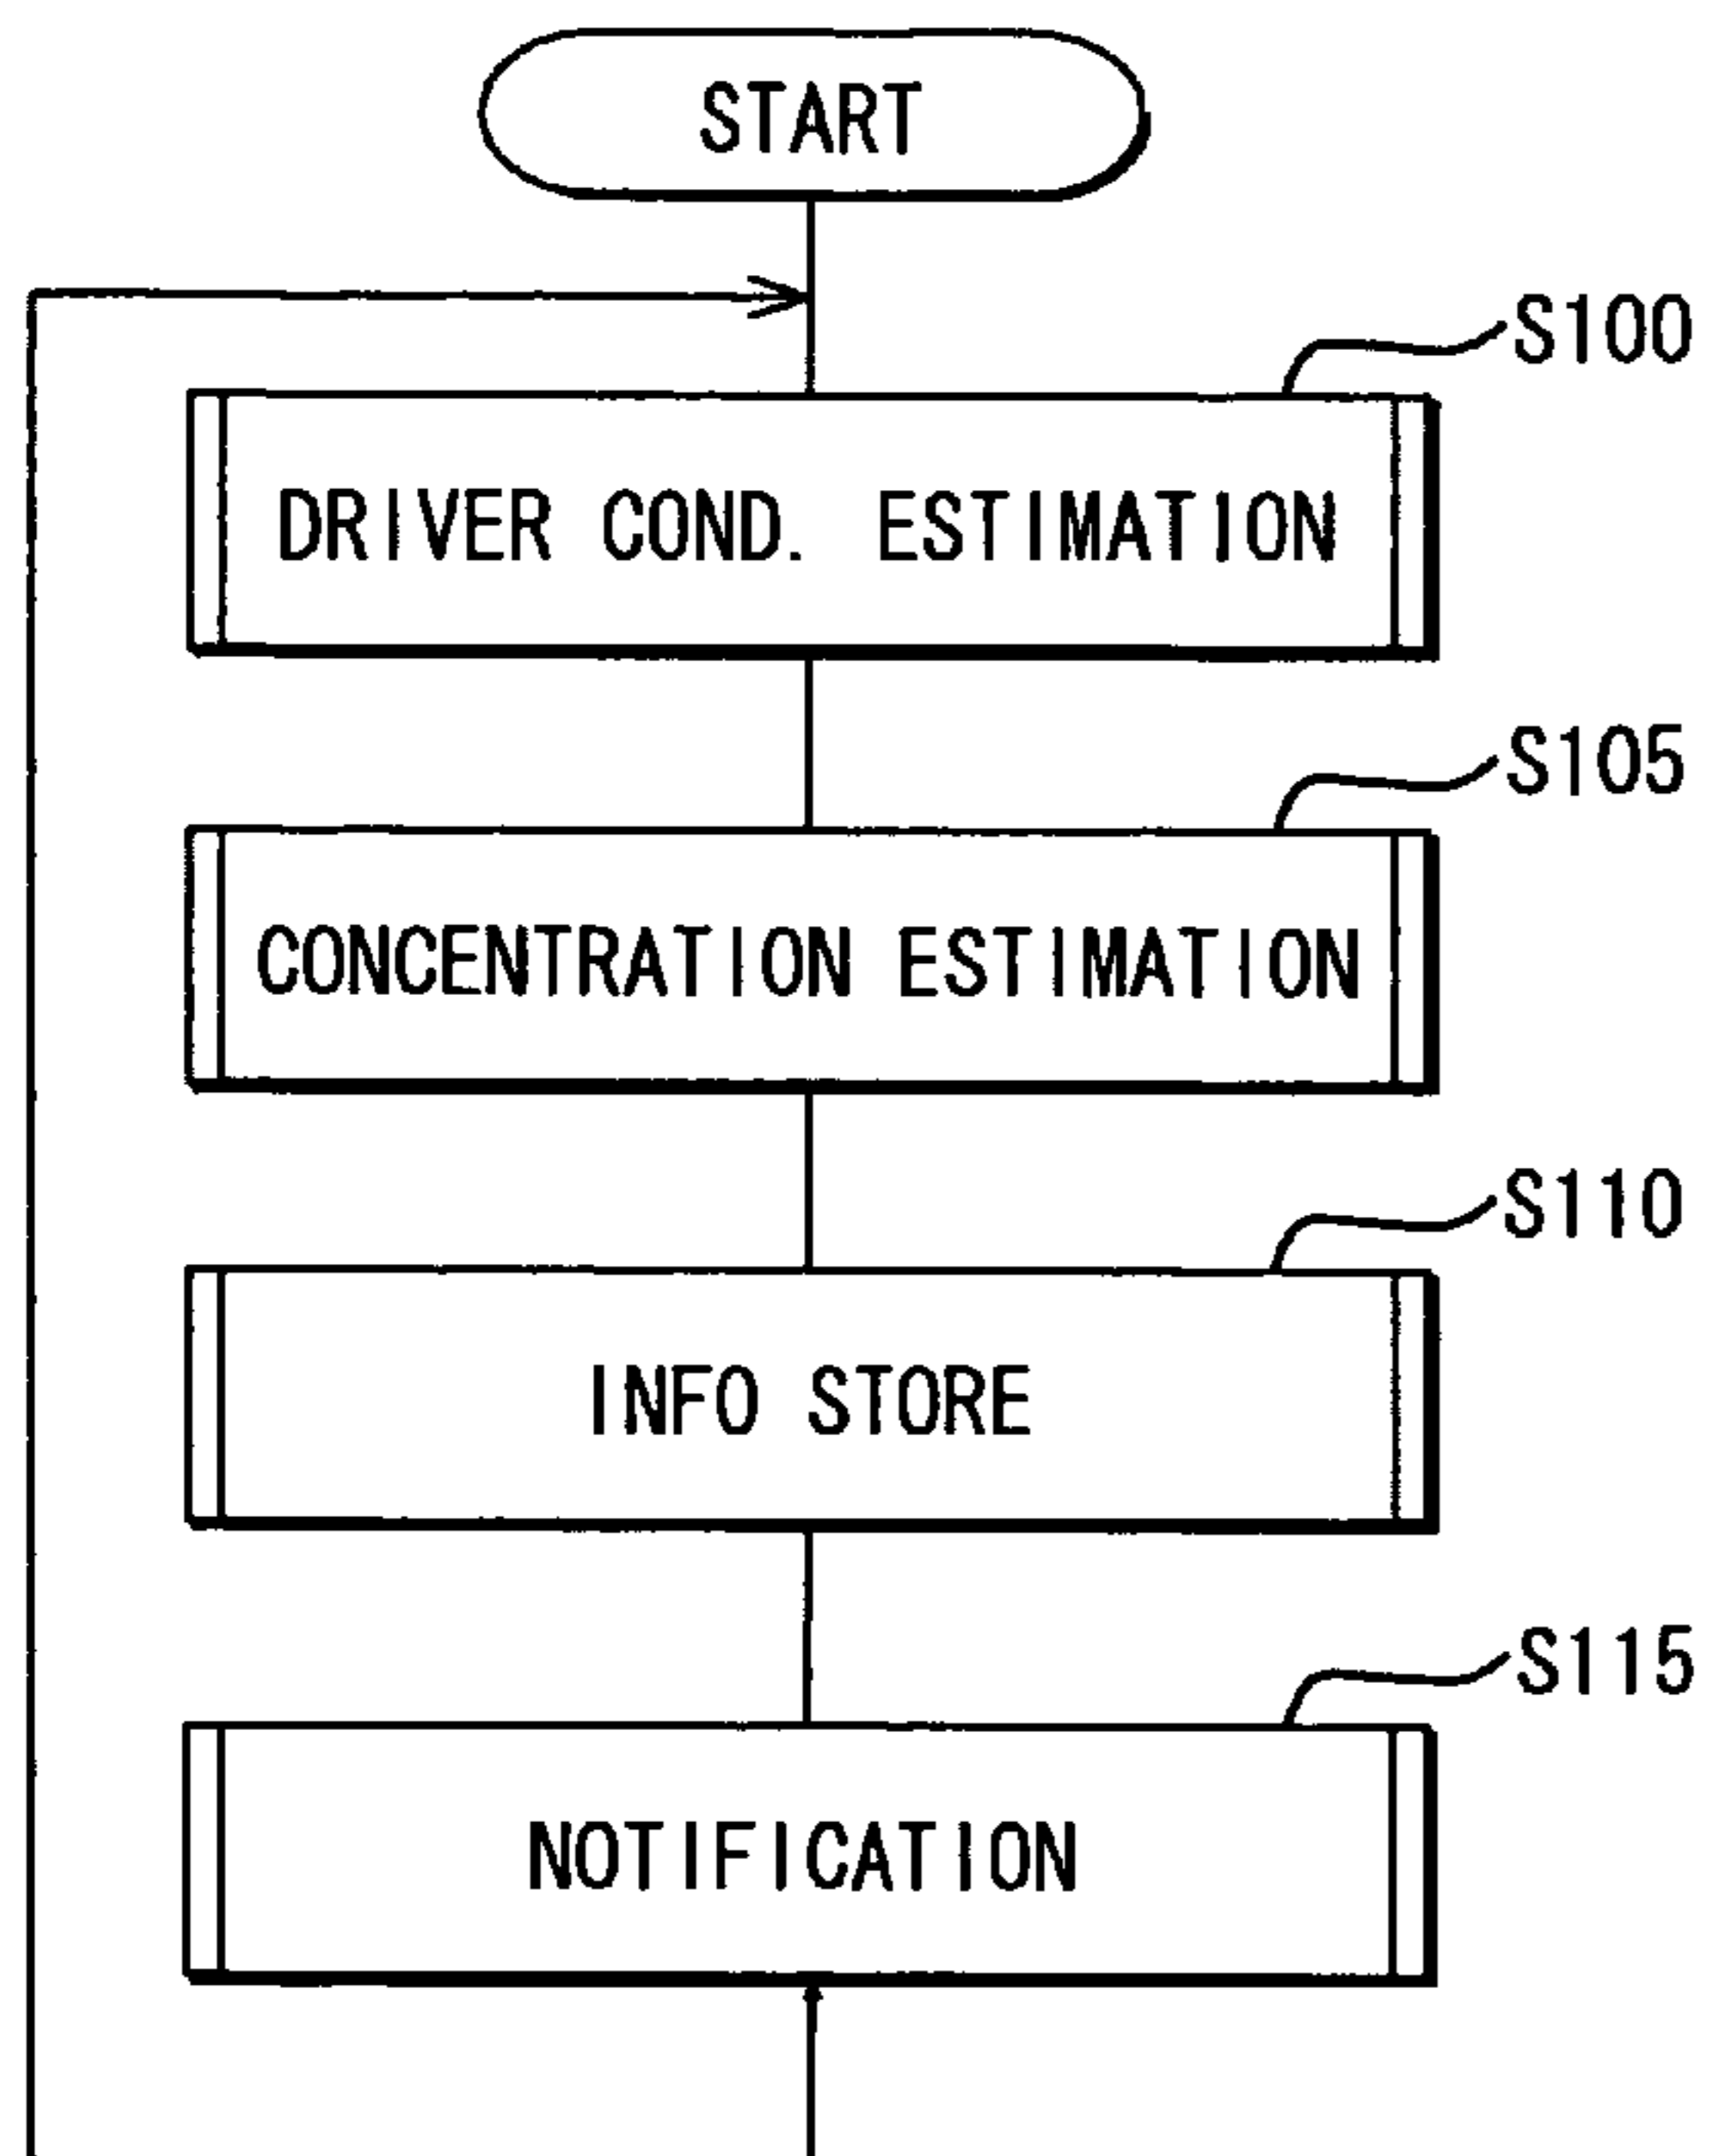 START
S100
DRIVER COND. ESTIMATION
S105
CONCENTRATION ESTIMATION
S110
INFO STORE
S115
NOTIFICATION